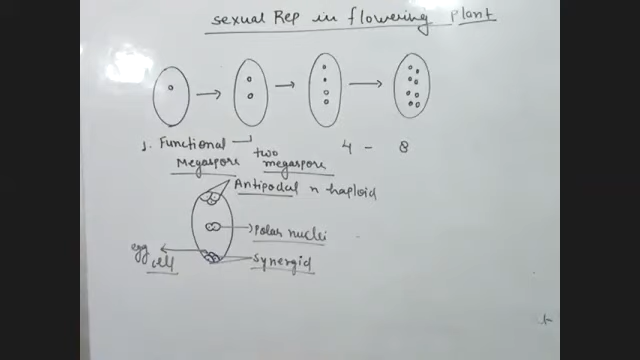 sexual Rep in flowering Plant
1. Functional Megaspore
two megaspore
4 - 8
Antipodal n haploid
Polar nuclei
egg cell
Synergid